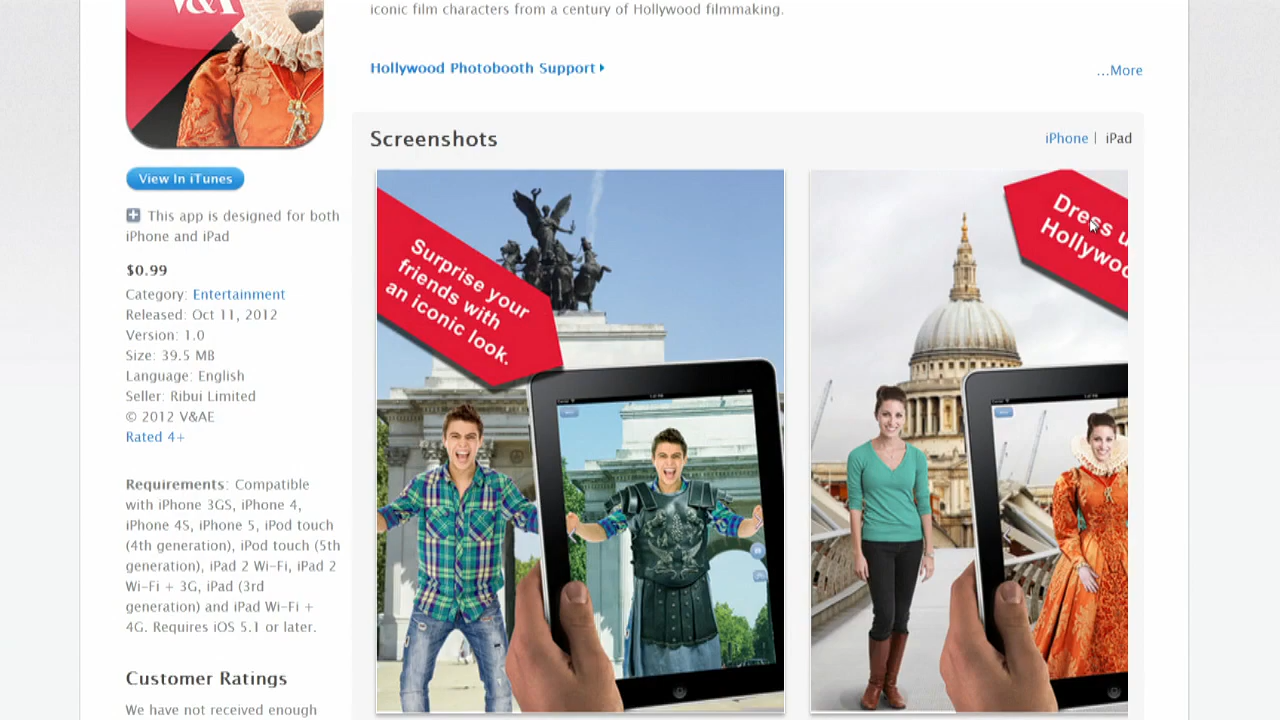 V&A
iconic film characters from a century of Hollywood filmmaking.
Hollywood Photobooth Support
...More
View In iTunes
This app is designed for both
iPhone and iPad
$0.99
Category: Entertainment
Released: Oct 11, 2012
Version: 1.0
Size: 39.5 MB
Language: English
Seller: Ribui Limited
© 2012 V&AE
Rated 4+
Requirements: Compatible
with iPhone 3GS, iPhone 4,
iPhone 4S, iPhone 5, iPod touch
(4th generation), iPod touch (5th
generation), iPad 2 Wi-Fi, iPad 2
Wi-Fi + 3G, iPad (3rd
generation) and iPad Wi-Fi +
4G. Requires iOS 5.1 or later.
Customer Ratings
We have not received enough
Screenshots
iPhone | iPad
Surprise your
friends with
an iconic look.
Dress u
Hollywoo